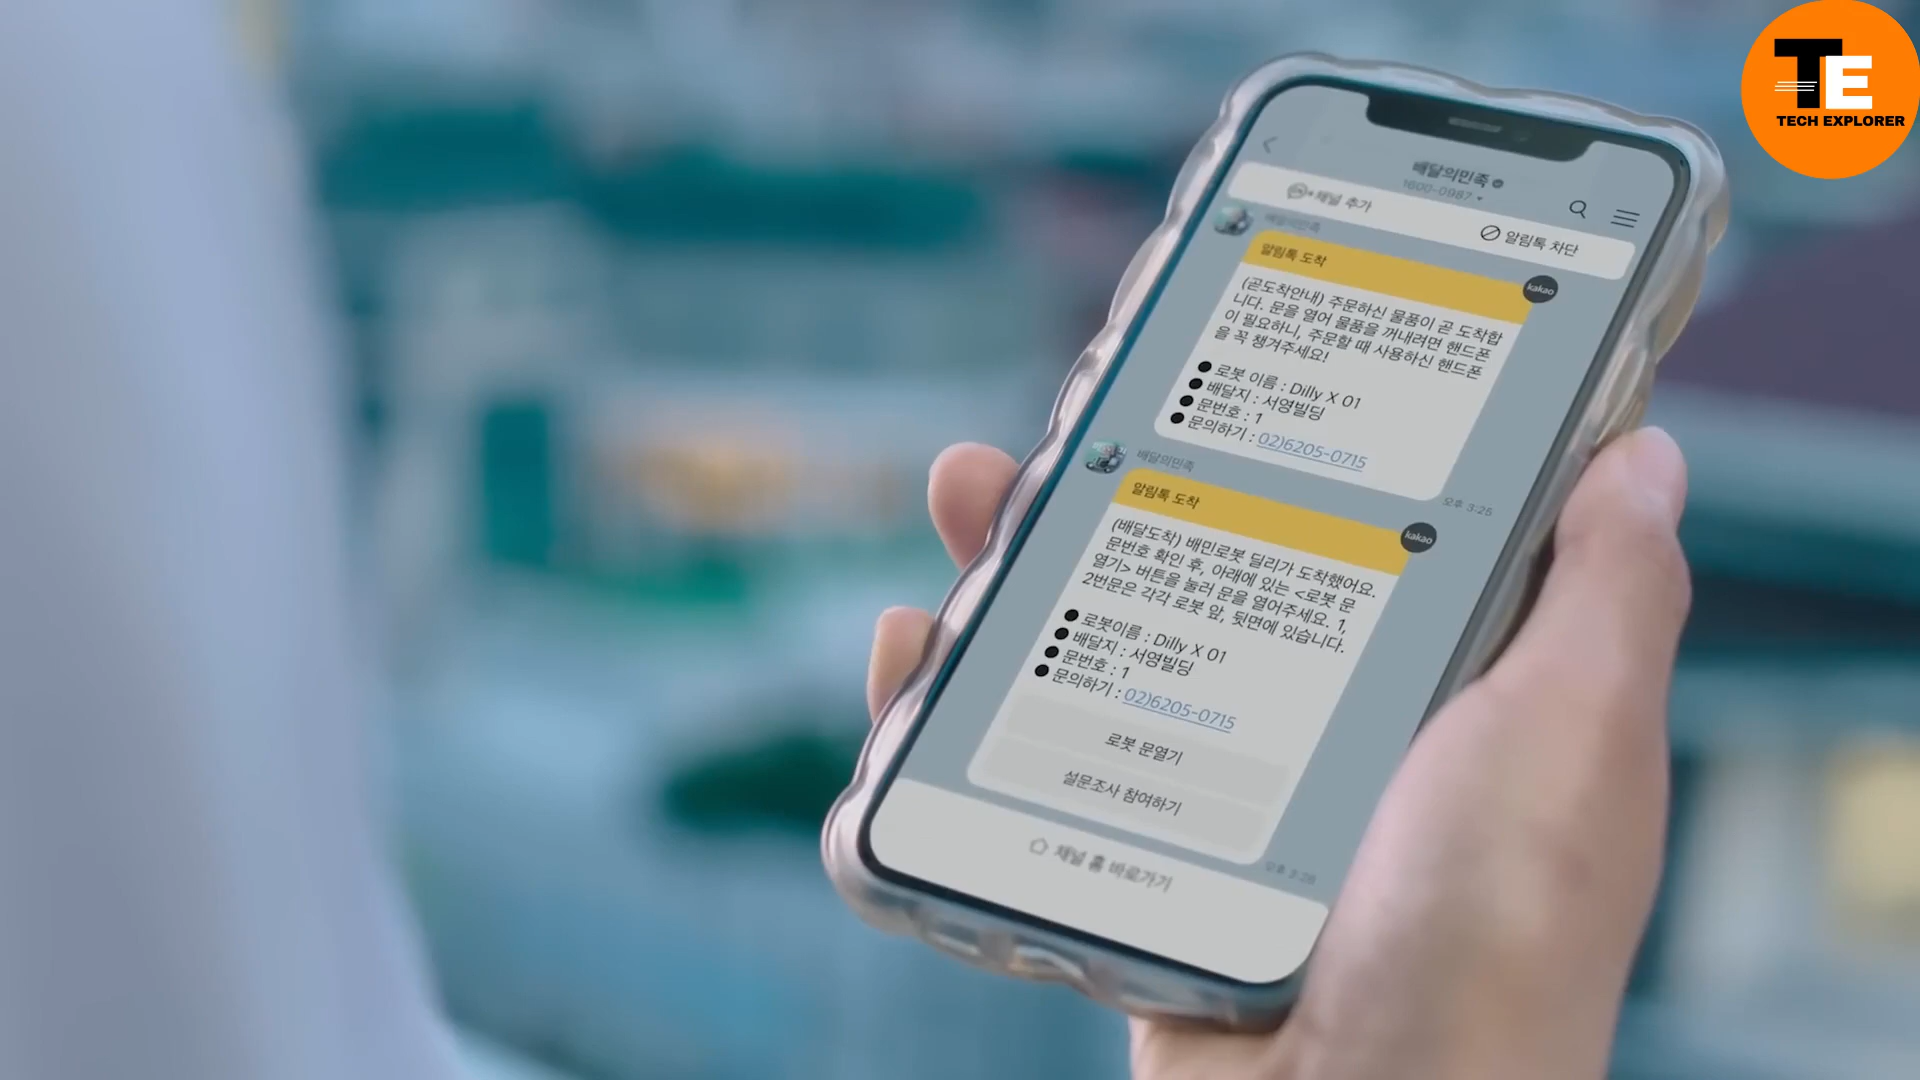 TE
TECH EXPLORER
배달의민족
1600-0987
채널 추가
알림톡 차단
배달의민족
알림톡 도착
kakao
(곧도착안내) 주문하신 물품이 곧 도착합
니다. 문을 열어 물품을 꺼내려면 핸드폰
이 필요하니, 주문할 때 사용하신 핸드폰
을 꼭 챙겨주세요!
● 로봇 이름 : Dilly X 01
● 배달지 : 서영빌딩
● 문번호 : 1
● 문의하기 : 02)6205-0715
오후 3:25
배달의민족
알림톡 도착
kakao
(배달도착) 배민로봇 딜리가 도착했어요.
문번호 확인 후, 아래에 있는 <로봇 문
열기> 버튼을 눌러 문을 열어주세요. 1,
2번문은 각각 로봇 앞, 뒷면에 있습니다.
● 로봇이름 : Dilly X 01
● 배달지 : 서영빌딩
● 문번호 : 1
● 문의하기 : 02)6205-0715
로봇 문열기
설문조사 참여하기
오후 3:28
채널 홈 바로가기